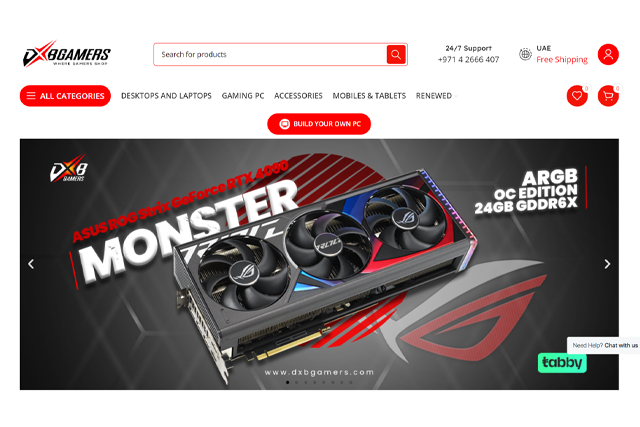 DXBGAMERS
WHERE GAMERS SHOP
Search for products
24/7 Support
+971 4 2666 407
UAE
Free Shipping
ALL CATEGORIES
DESKTOPS AND LAPTOPS
GAMING PC
ACCESSORIES
MOBILES & TABLETS
RENEWED
0
0
BUILD YOUR OWN PC
DXB
GAMERS
ASUS ROG Strix GeForce RTX 4090
MONSTER
ARGB
OC EDITION
24GB GDDR6X
www.dxbgamers.com
Need Help? Chat with us
tabby